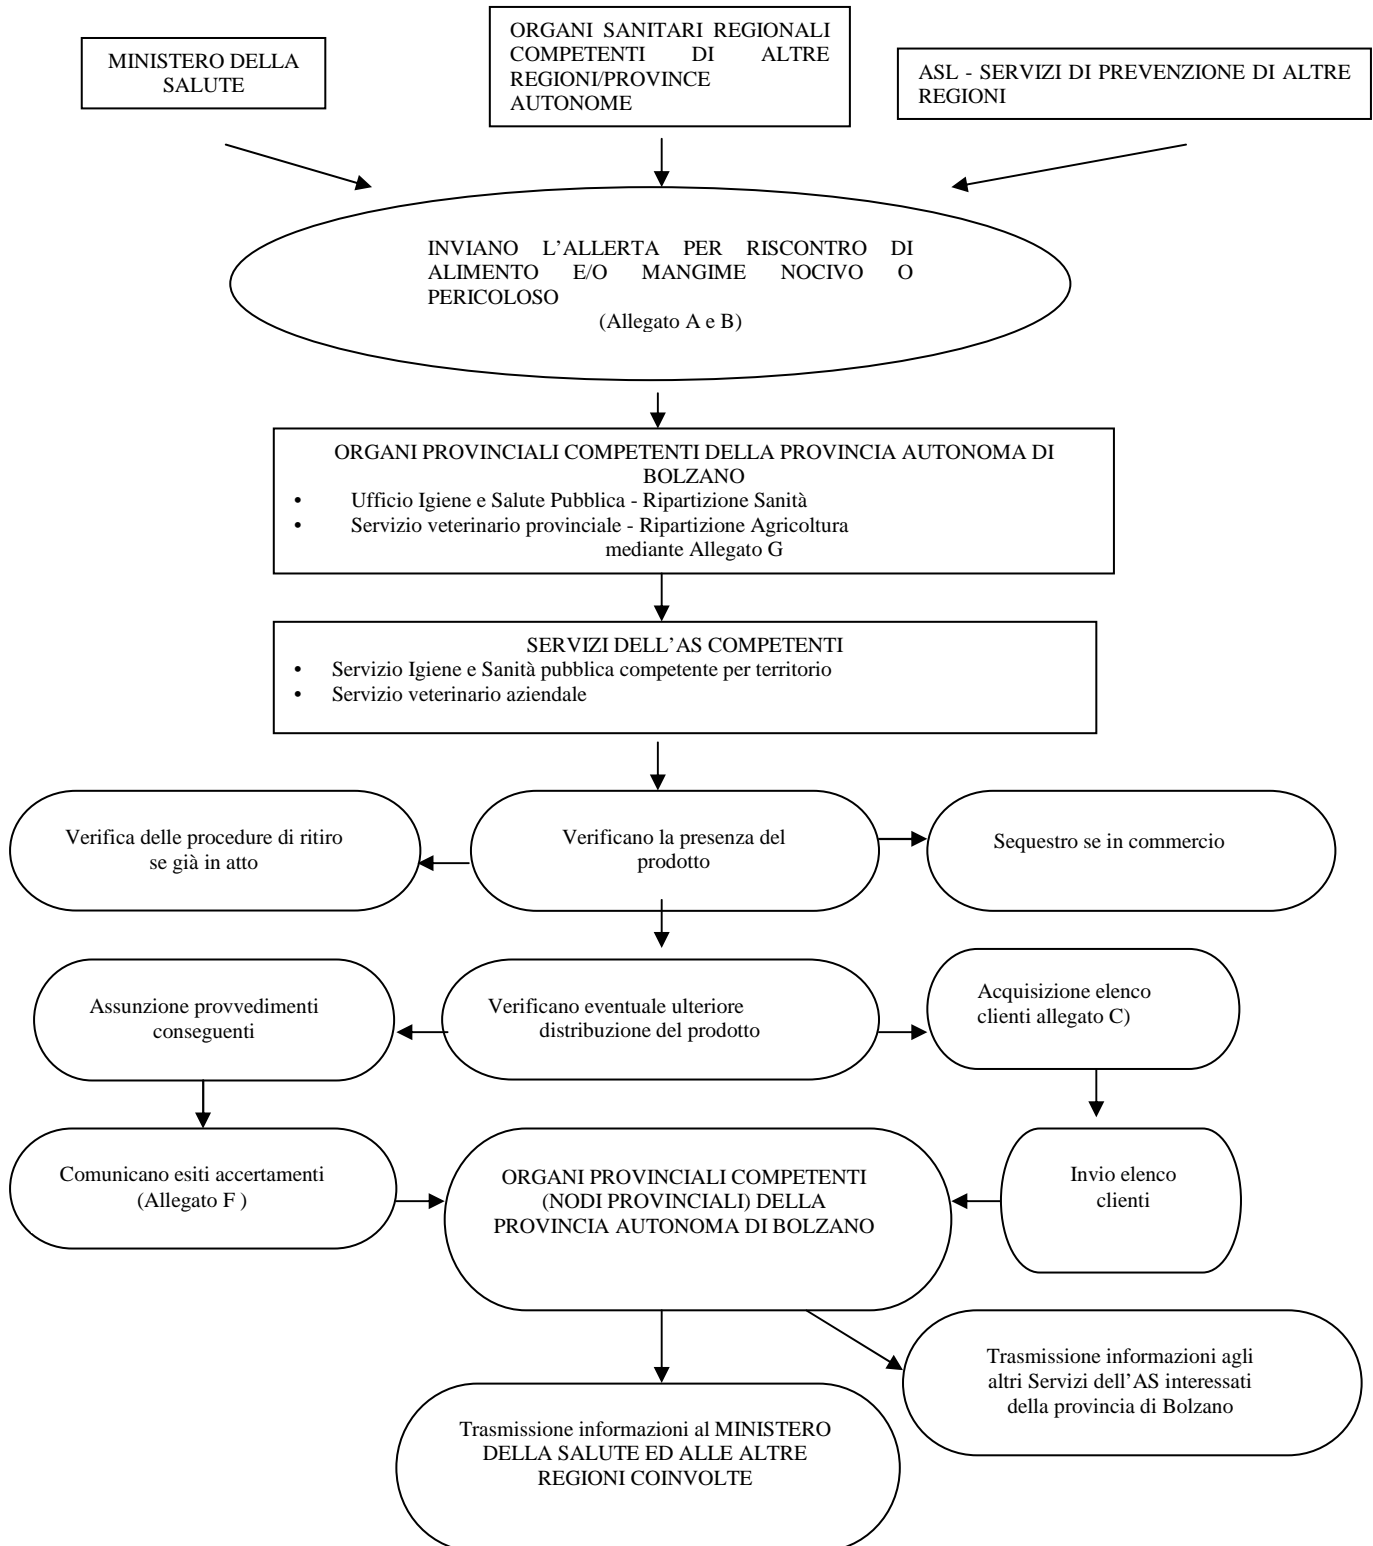 MINISTERO DELLA
SALUTE
ORGANI SANITARI REGIONALI
COMPETENTI DI ALTRE
REGIONI/PROVINCE
AUTONOME
ASL - SERVIZI DI PREVENZIONE DI ALTRE
REGIONI
INVIANO L'ALLERTA PER RISCONTRO DI
ALIMENTO E/O MANGIME NOCIVO O
PERICOLOSO
(Allegato A e B)
ORGANI PROVINCIALI COMPETENTI DELLA PROVINCIA AUTONOMA DI
BOLZANO
• Ufficio Igiene e Salute Pubblica - Ripartizione Sanità
• Servizio veterinario provinciale - Ripartizione Agricoltura
mediante Allegato G
SERVIZI DELL'AS COMPETENTI
• Servizio Igiene e Sanità pubblica competente per territorio
• Servizio veterinario aziendale
Verifica delle procedure di ritiro
se già in atto
Verificano la presenza del
prodotto
Sequestro se in commercio
Assunzione provvedimenti
conseguenti
Verificano eventuale ulteriore
distribuzione del prodotto
Acquisizione elenco
clienti allegato C)
Comunicano esiti accertamenti
(Allegato F )
ORGANI PROVINCIALI COMPETENTI
(NODI PROVINCIALI) DELLA
PROVINCIA AUTONOMA DI BOLZANO
Invio elenco
clienti
Trasmissione informazioni agli
altri Servizi dell'AS interessati
della provincia di Bolzano
Trasmissione informazioni al MINISTERO
DELLA SALUTE ED ALLE ALTRE
REGIONI COINVOLTE